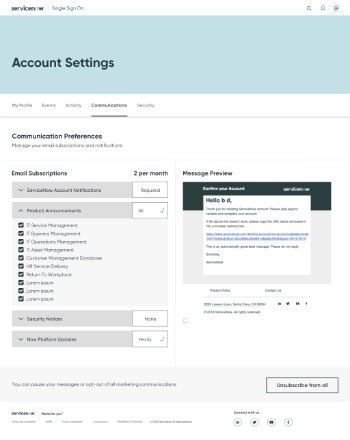 servicenow | Single Sign On
Account Settings
My Profile Events Activity Communications Security
Communication Preferences
Manage your email subscriptions and notifications
Email Subscriptions 2 per month
ServiceNow Account Notifications Required
Product Announcements All
IT Service Management
IT Business Management
IT Operations Management
IT Asset Management
Customer Management Database
HR Service Delivery
Return To Workplace
Lorem ipsum
Lorem ipsum
Lorem ipsum
Security Notices None
Now Platform Updates Yearly
Message Preview
Confirm your Account servicenow
Hello b d,
Thank you for creating ServiceNow account. Please click here to
validate and complete your account.
If the above link doesn't work, please copy the URL below and paste it
into a browser address bar.
This is an automatically generated message. Please do not reply.
Sincerely,
ServiceNow
Privacy Policy Contact Us
2225 Lawson Lane, Santa Clara, CA 95054
© 2019 ServiceNow. All rights reserved.
You can pause your messages or opt-out of all marketing communications.
Unsubscribe from all
servicenow
Connect with us